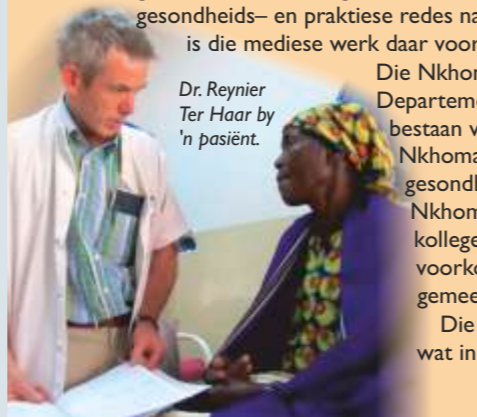 gesondheids– en praktiese redes na
is die mediese werk daar voor
Dr. Reynier
Ter Haar by
'n pasiënt.
Die Nkhom
Departeme
bestaan v
Nkhoma
gesondh
Nkhom
kollege
voorko
gemee
Die
wat in